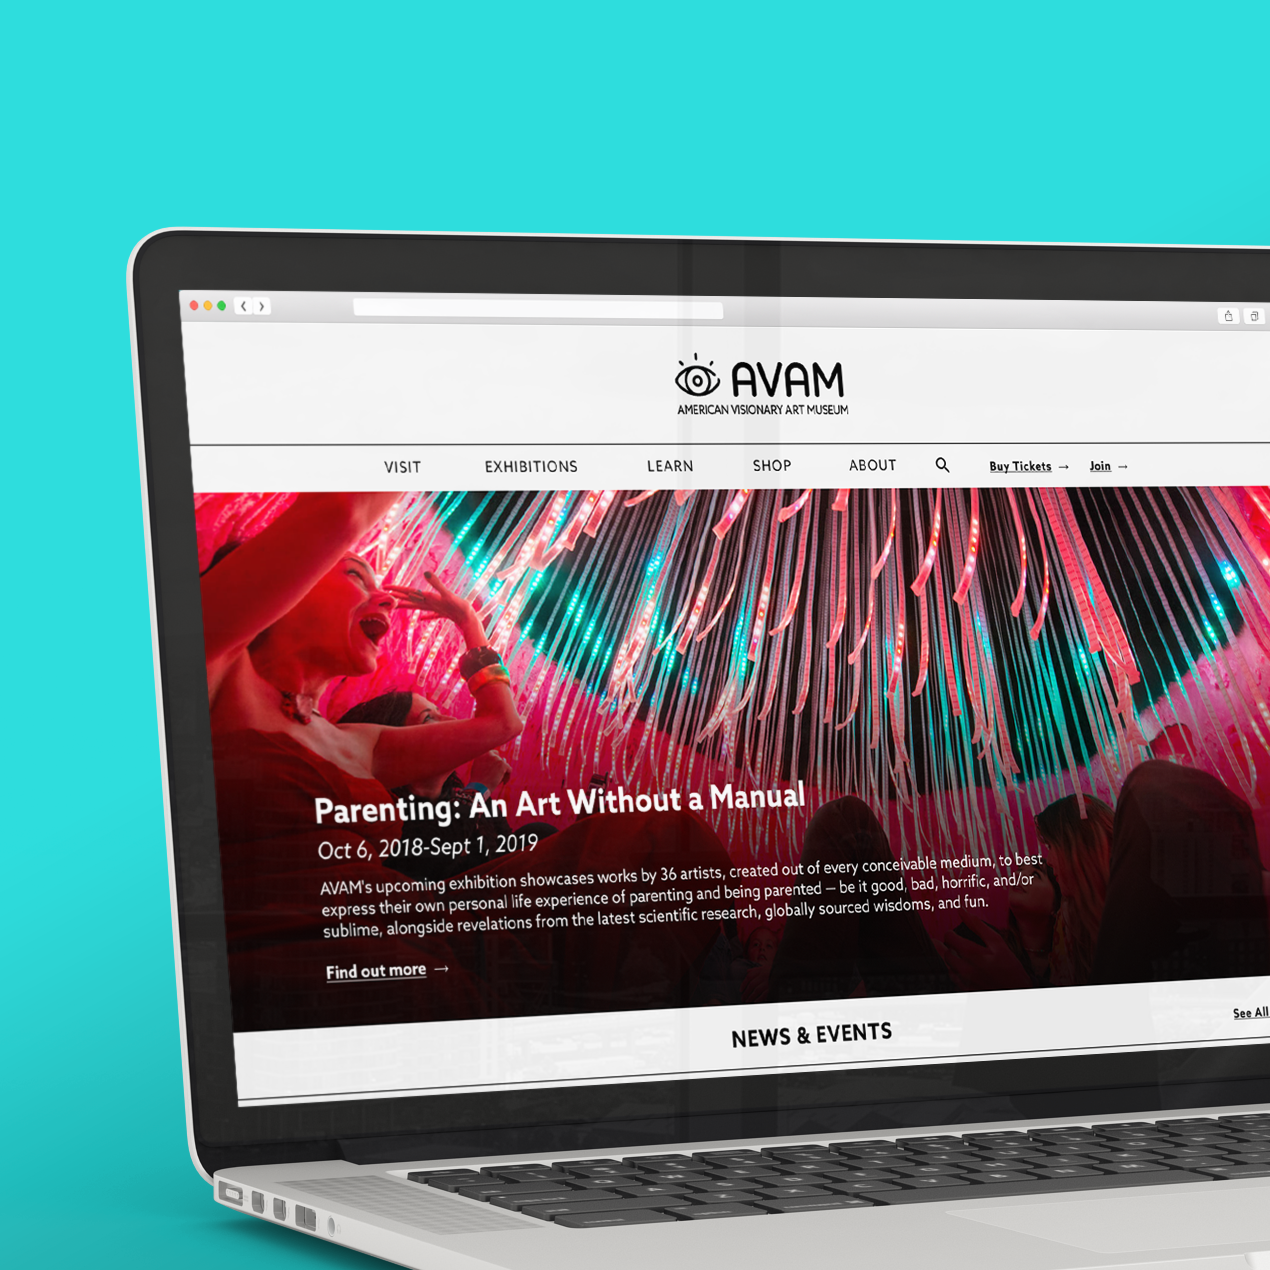 AVAM
AMERICAN VISIONARY ART MUSEUM
VISIT EXHIBITIONS LEARN SHOP ABOUT Buy Tickets → Join →
Parenting: An Art Without a Manual
Oct 6, 2018-Sept 1, 2019
AVAM's upcoming exhibition showcases works by 36 artists, created out of every conceivable medium, to best
express their own personal life experience of parenting and being parented – be it good, bad, horrific, and/or
sublime, alongside revelations from the latest scientific research, globally sourced wisdoms, and fun.
Find out more →
NEWS & EVENTS
See All